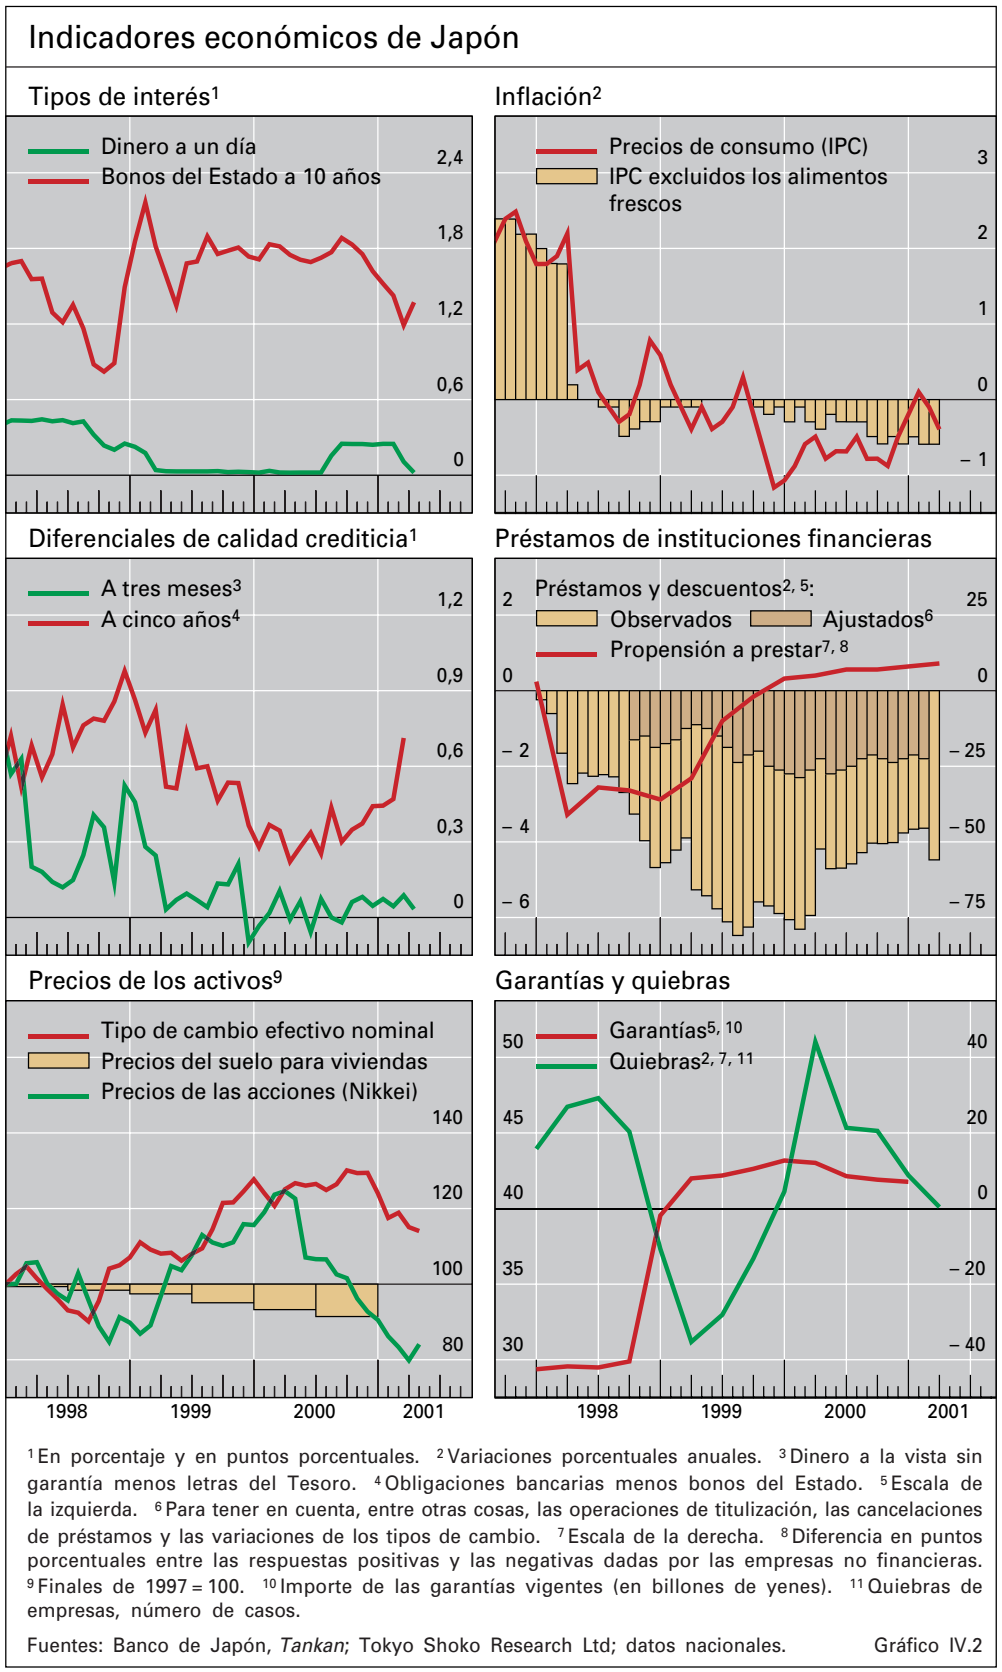 Indicadores económicos de Japón
Tipos de interés¹
Dinero a un día
Bonos del Estado a 10 años
2,4
1,8
1,2
0,6
0
Inflación²
Precios de consumo (IPC)
IPC excluidos los alimentos
frescos
3
2
1
0
– 1
Diferenciales de calidad crediticia¹
A tres meses³
A cinco años⁴
1,2
0,9
0,6
0,3
0
Préstamos de instituciones financieras
Préstamos y descuentos²,⁵:
Observados Ajustados⁶
Propensión a prestar⁷,⁸
2 25
0 0
– 2 – 25
– 4 – 50
– 6 – 75
Precios de los activos⁹
Tipo de cambio efectivo nominal
Precios del suelo para viviendas
Precios de las acciones (Nikkei)
140
120
100
80
1998 1999 2000 2001
Garantías y quiebras
Garantías⁵,¹⁰
Quiebras²,⁷,¹¹
50 40
45 20
40 0
35 – 20
30 – 40
1998 1999 2000 2001
¹ En porcentaje y en puntos porcentuales. ² Variaciones porcentuales anuales. ³ Dinero a la vista sin
garantía menos letras del Tesoro. ⁴ Obligaciones bancarias menos bonos del Estado. ⁵ Escala de
la izquierda. ⁶ Para tener en cuenta, entre otras cosas, las operaciones de titulización, las cancelaciones
de préstamos y las variaciones de los tipos de cambio. ⁷ Escala de la derecha. ⁸ Diferencia en puntos
porcentuales entre las respuestas positivas y las negativas dadas por las empresas no financieras.
⁹ Finales de 1997 = 100. ¹⁰ Importe de las garantías vigentes (en billones de yenes). ¹¹ Quiebras de
empresas, número de casos.
Fuentes: Banco de Japón, Tankan; Tokyo Shoko Research Ltd; datos nacionales. Gráfico IV.2